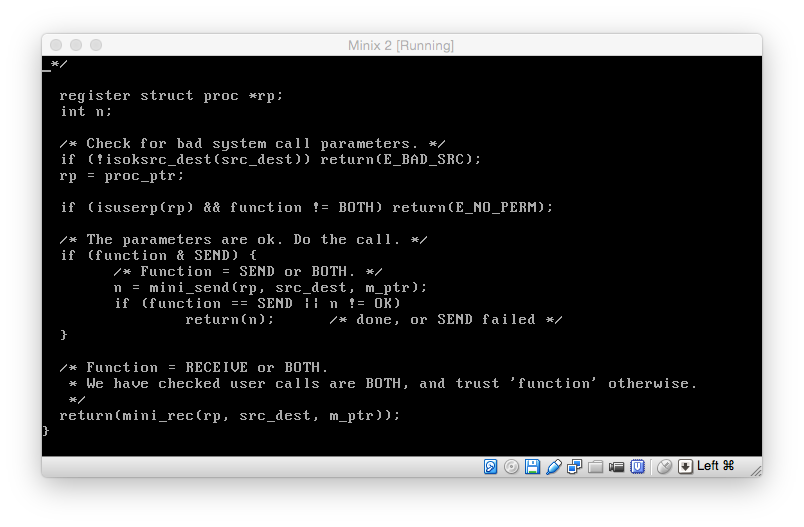 Minix 2 [Running]
*/
register struct proc *rp;
int n;
/* Check for bad system call parameters. */
if (!isoksrc_dest(src_dest)) return(E_BAD_SRC);
rp = proc_ptr;
if (isuserp(rp) && function != BOTH) return(E_NO_PERM);
/* The parameters are ok. Do the call. */
if (function & SEND) {
/* Function = SEND or BOTH. */
n = mini_send(rp, src_dest, m_ptr);
if (function == SEND || n != OK)
return(n); /* done, or SEND failed */
}
/* Function = RECEIVE or BOTH.
* We have checked user calls are BOTH, and trust 'function' otherwise.
*/
return(mini_rec(rp, src_dest, m_ptr));
}
Left ⌘